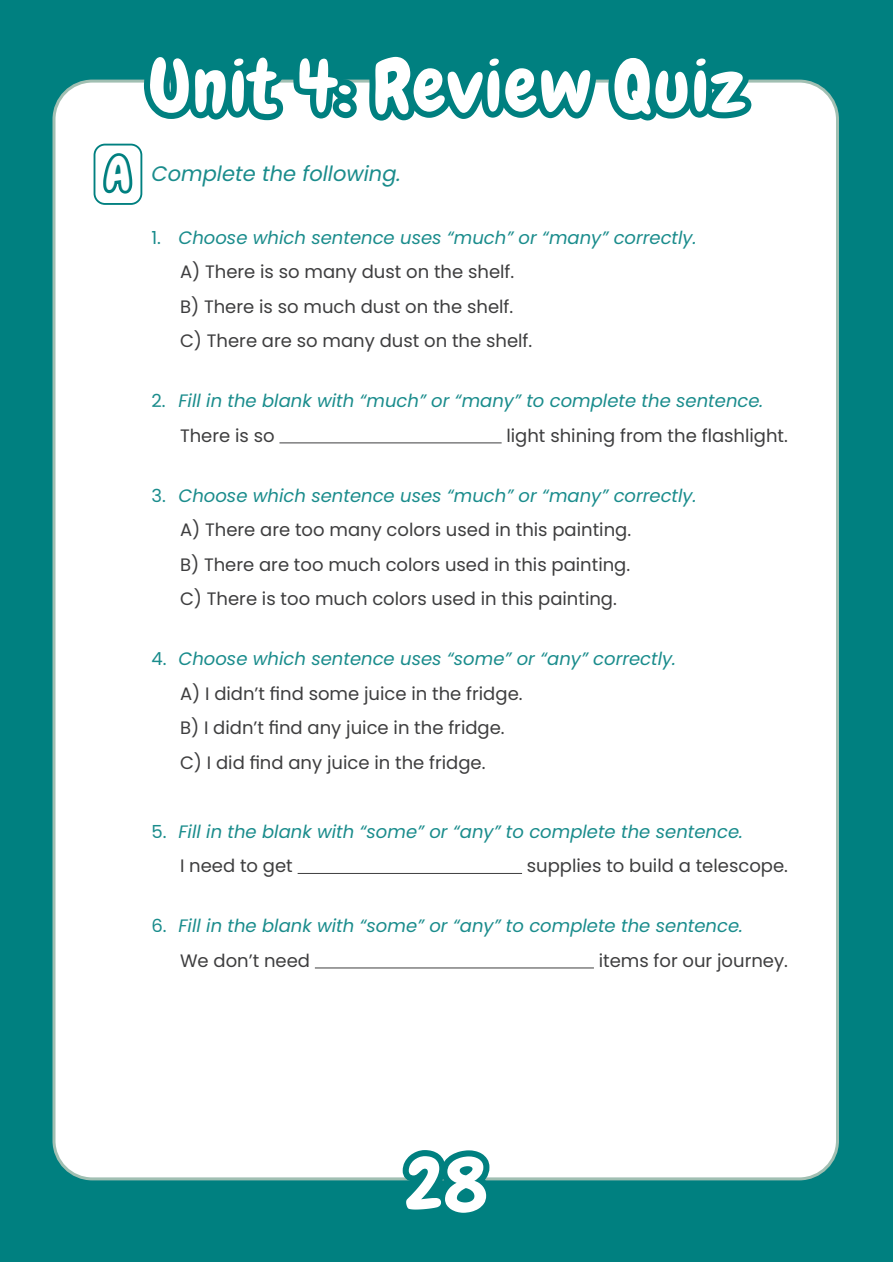 Unit 4: Review Quiz
A Complete the following.
1. Choose which sentence uses “much” or “many” correctly.
A) There is so many dust on the shelf.
B) There is so much dust on the shelf.
C) There are so many dust on the shelf.
2. Fill in the blank with “much” or “many” to complete the sentence.
There is so ______________________ light shining from the flashlight.
3. Choose which sentence uses “much” or “many” correctly.
A) There are too many colors used in this painting.
B) There are too much colors used in this painting.
C) There is too much colors used in this painting.
4. Choose which sentence uses “some” or “any” correctly.
A) I didn’t find some juice in the fridge.
B) I didn’t find any juice in the fridge.
C) I did find any juice in the fridge.
5. Fill in the blank with “some” or “any” to complete the sentence.
I need to get ______________________ supplies to build a telescope.
6. Fill in the blank with “some” or “any” to complete the sentence.
We don’t need ____________________________ items for our journey.
28